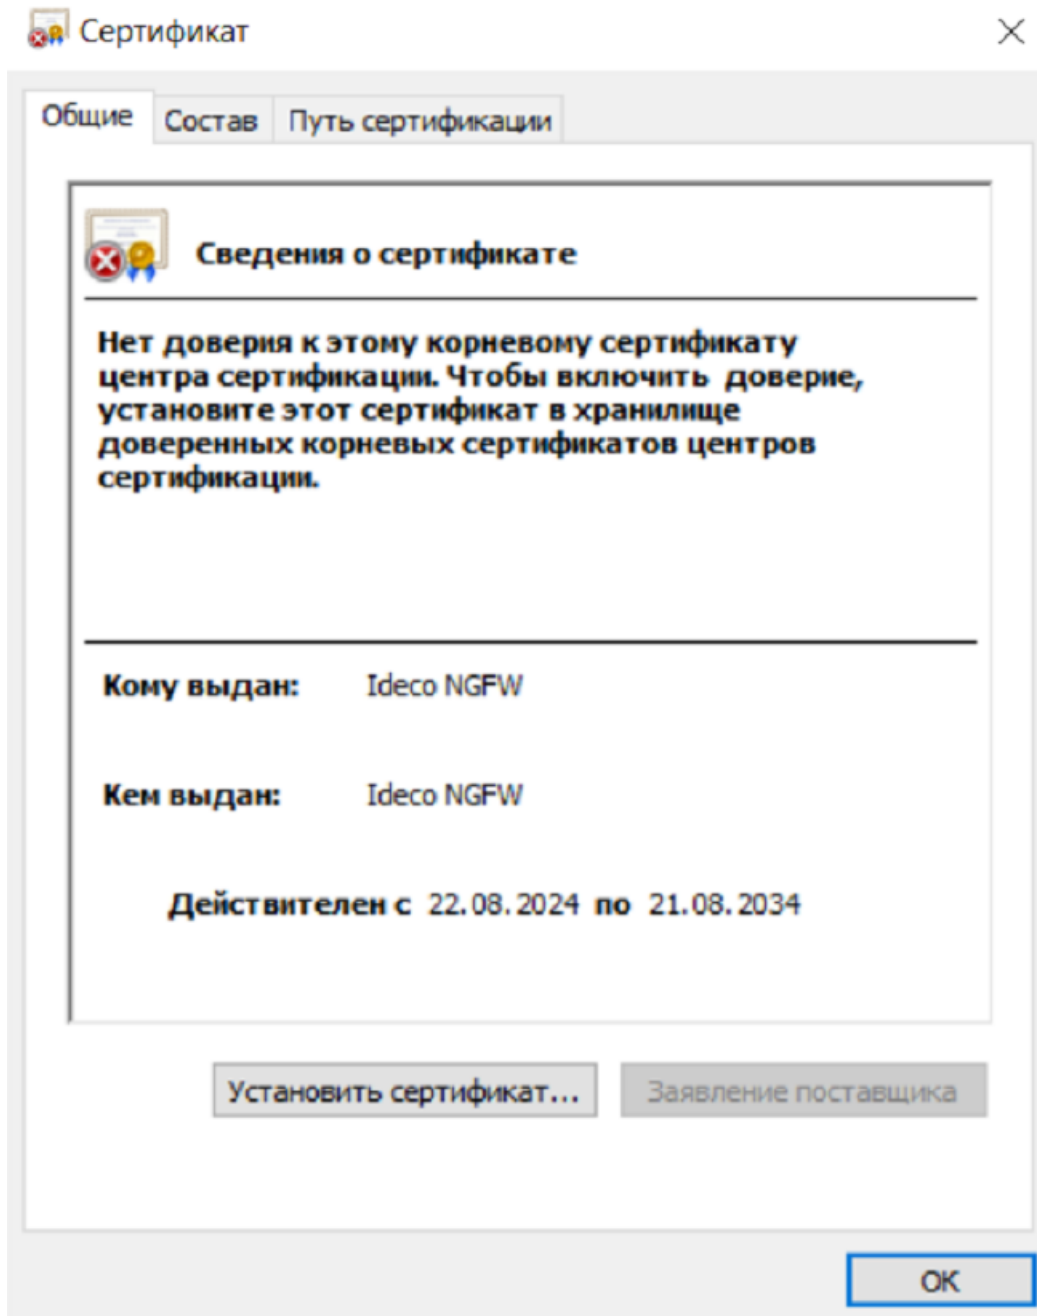 Сертификат
Общие Состав Путь сертификации
Сведения о сертификате
Нет доверия к этому корневому сертификату
центра сертификации. Чтобы включить доверие,
установите этот сертификат в хранилище
доверенных корневых сертификатов центров
сертификации.
Кому выдан: Ideco NGFW
Кем выдан: Ideco NGFW
Действителен с 22.08.2024 по 21.08.2034
Установить сертификат... Заявление поставщика
ОК